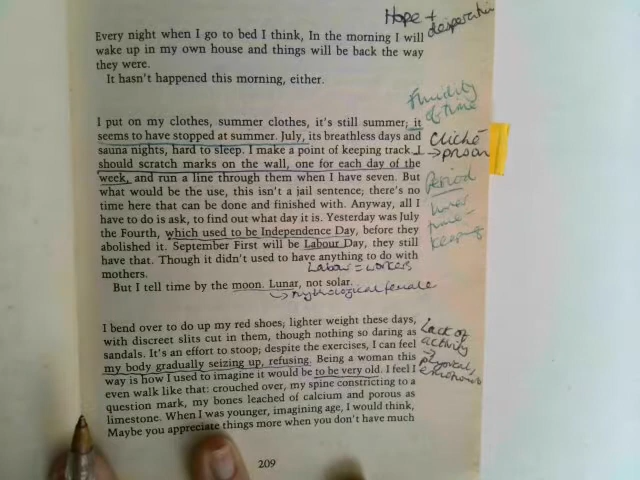 Hope +
desperation
Every night when I go to bed I think, In the morning I will
wake up in my own house and things will be back the way
they were.
It hasn't happened this morning, either.
Fluidity
of time
I put on my clothes, summer clothes, it's still summer; it
seems to have stopped at summer. July, its breathless days and
sauna nights, hard to sleep. I make a point of keeping track. I
should scratch marks on the wall, one for each day of the
week, and run a line through them when I have seven. But
what would be the use, this isn't a jail sentence; there's no
time here that can be done and finished with. Anyway, all I
have to do is ask, to find out what day it is. Yesterday was July
the Fourth, which used to be Independence Day, before they
abolished it. September First will be Labour Day, they still
have that. Though it didn't used to have anything to do with
mothers.
Cliché
→prison
Period
lunar
time-
keeping
Labour = workers
But I tell time by the moon. Lunar, not solar.
→mythological female
I bend over to do up my red shoes; lighter weight these days,
with discreet slits cut in them, though nothing so daring as
sandals. It's an effort to stoop; despite the exercises, I can feel
my body gradually seizing up, refusing. Being a woman this
way is how I used to imagine it would be to be very old. I feel I
even walk like that: crouched over, my spine constricting to a
question mark, my bones leached of calcium and porous as
limestone. When I was younger, imagining age, I would think,
Maybe you appreciate things more when you don't have much
Lack of
activity
→ physical,
209